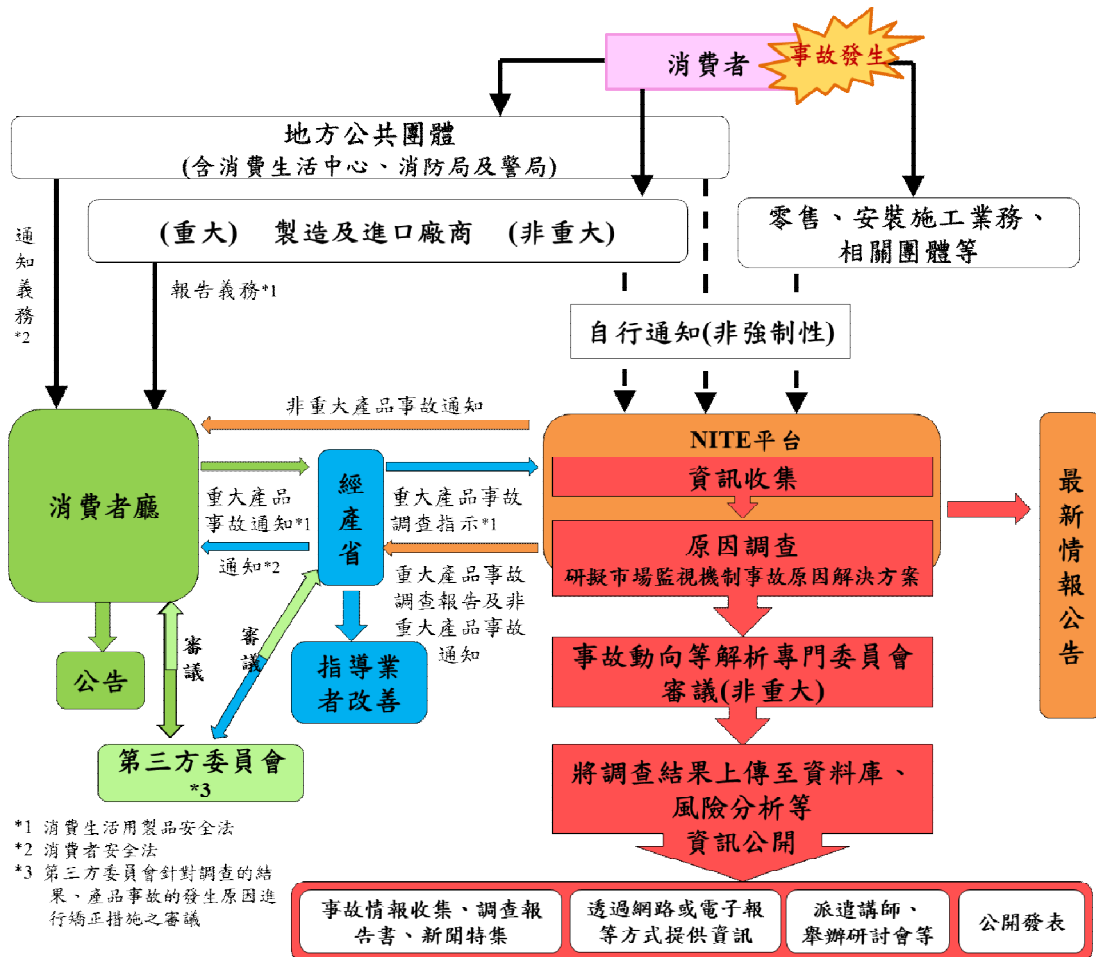 消費者
事故發生
地方公共團體
(含消費生活中心、消防局及警局)
(重大) 製造及進口廠商 (非重大)
零售、安裝施工業務、
相關團體等
通知義務*2
報告義務*1
自行通知(非強制性)
消費者廳
非重大產品事故通知
重大產品
事故通知*1
通知*2
經產省
重大產品事故
調查指示*1
重大產品事故
調查報告及非
重大產品事故
通知
NITE平台
資訊收集
原因調查
研擬市場監視機制事故原因解決方案
最新情報公告
事故動向等解析專門委員會
審議(非重大)
審議
審議
公告
指導業
者改善
第三方委員會
*3
將調查結果上傳至資料庫、
風險分析等
資訊公開
*1 消費生活用製品安全法
*2 消費者安全法
*3 第三方委員會針對調查的結
果、產品事故的發生原因進
行矯正措施之審議
事故情報收集、調查報
告書、新聞特集
透過網路或電子報
等方式提供資訊
派遣講師、
舉辦研討會等
公開發表